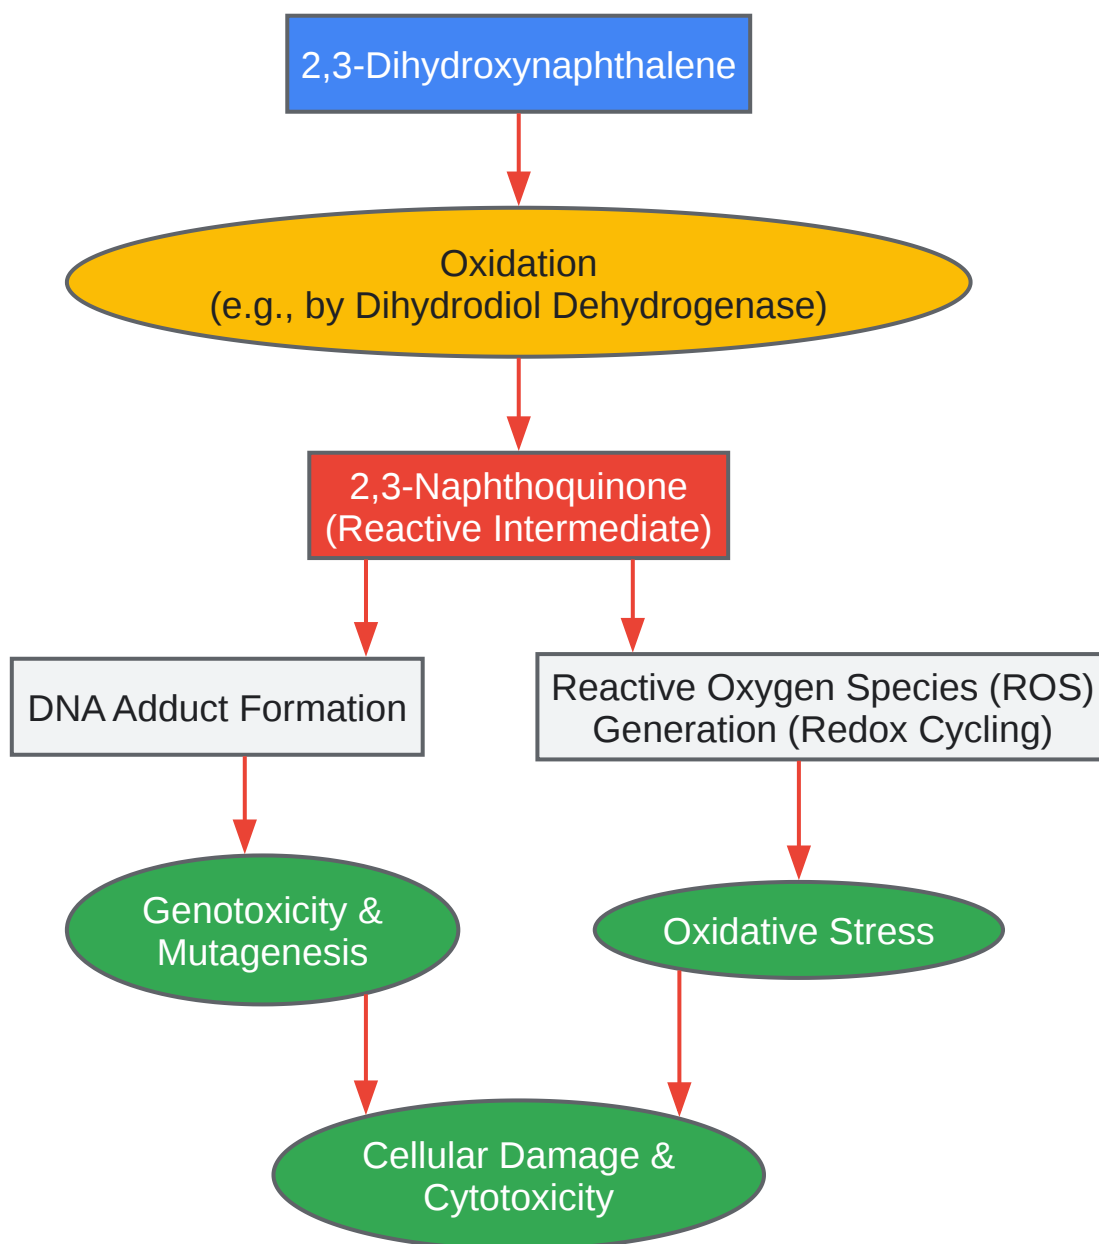 2,3-Dihydroxynaphthalene
Oxidation
(e.g., by Dihydrodiol Dehydrogenase)
2,3-Naphthoquinone
(Reactive Intermediate)
DNA Adduct Formation
Reactive Oxygen Species (ROS)
Generation (Redox Cycling)
Genotoxicity &
Mutagenesis
Oxidative Stress
Cellular Damage &
Cytotoxicity